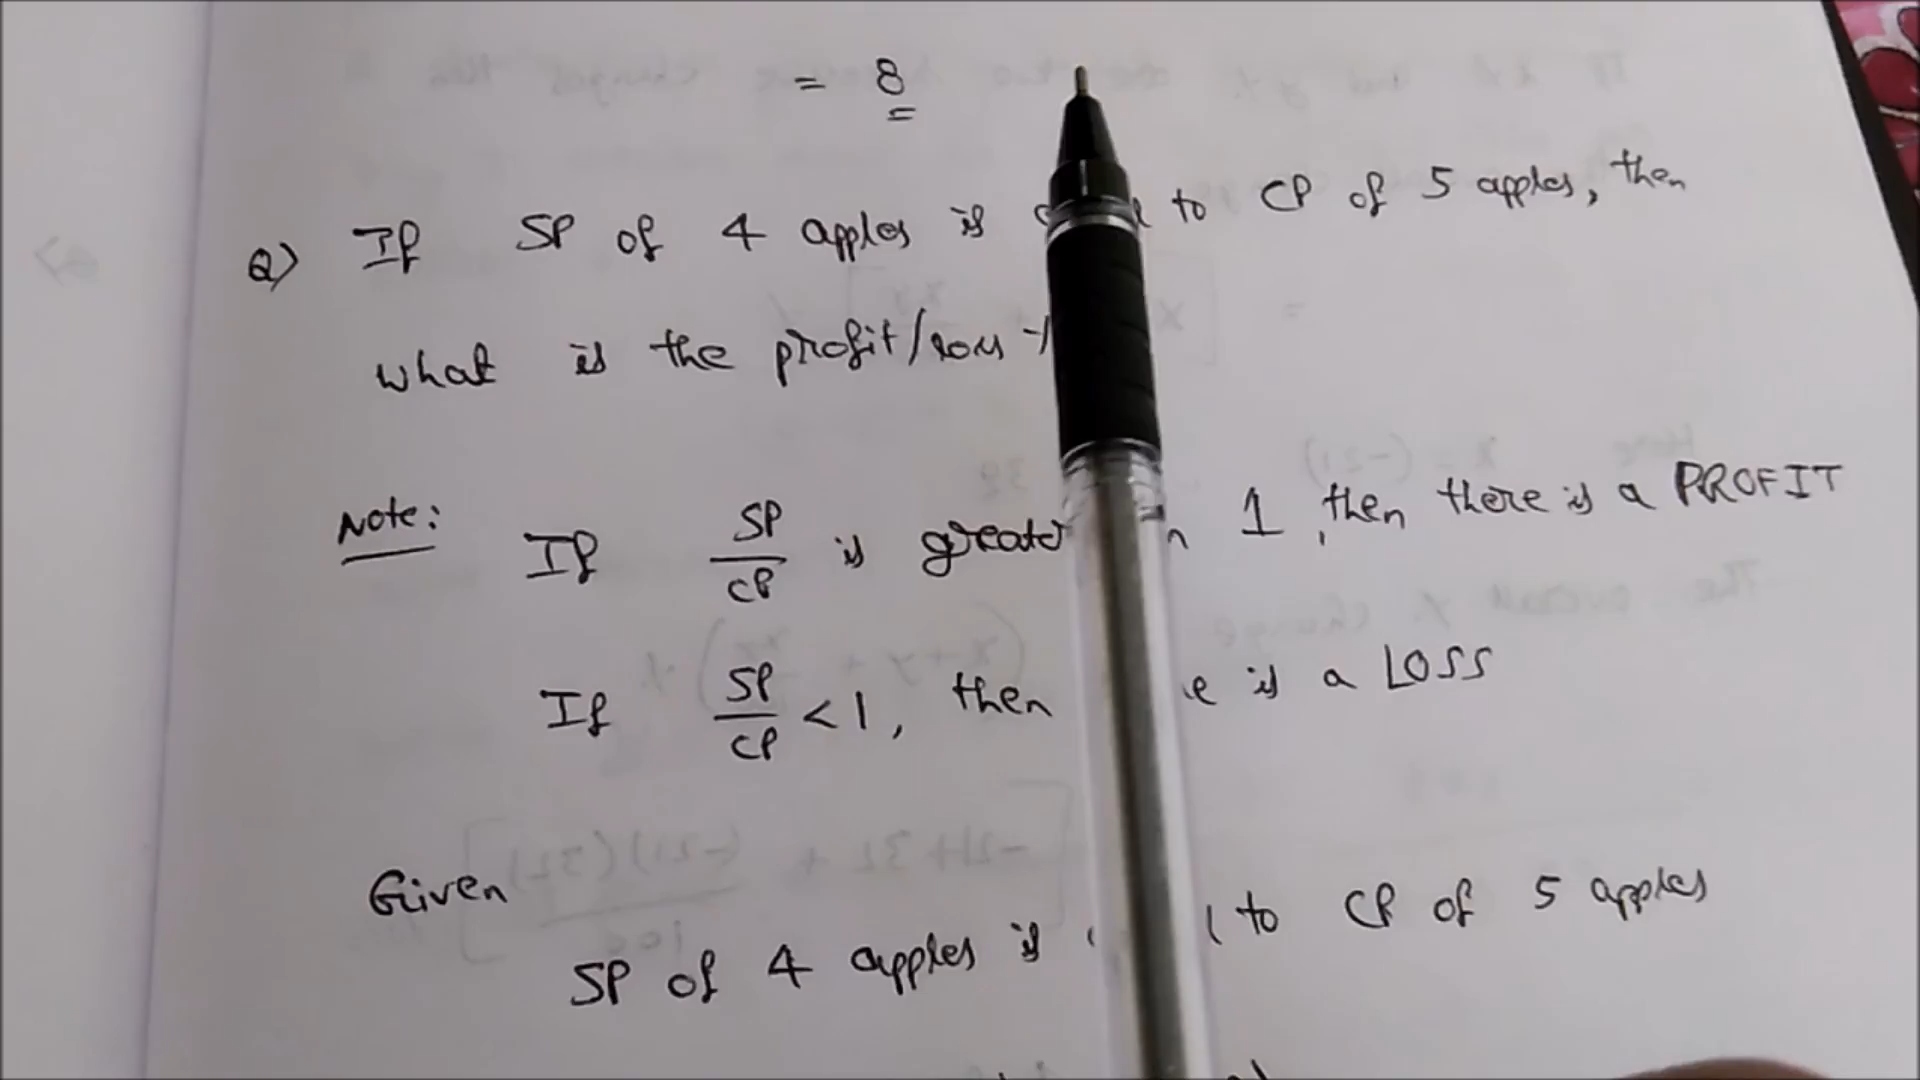 = 8
Q) If SP of 4 apples is to CP of 5 apples, then
what is the profit/loss
Note: If SP/CP is greater 1, then there is a PROFIT
If SP/CP < 1, then is a LOSS
Given
SP of 4 apples is to CP of 5 apples